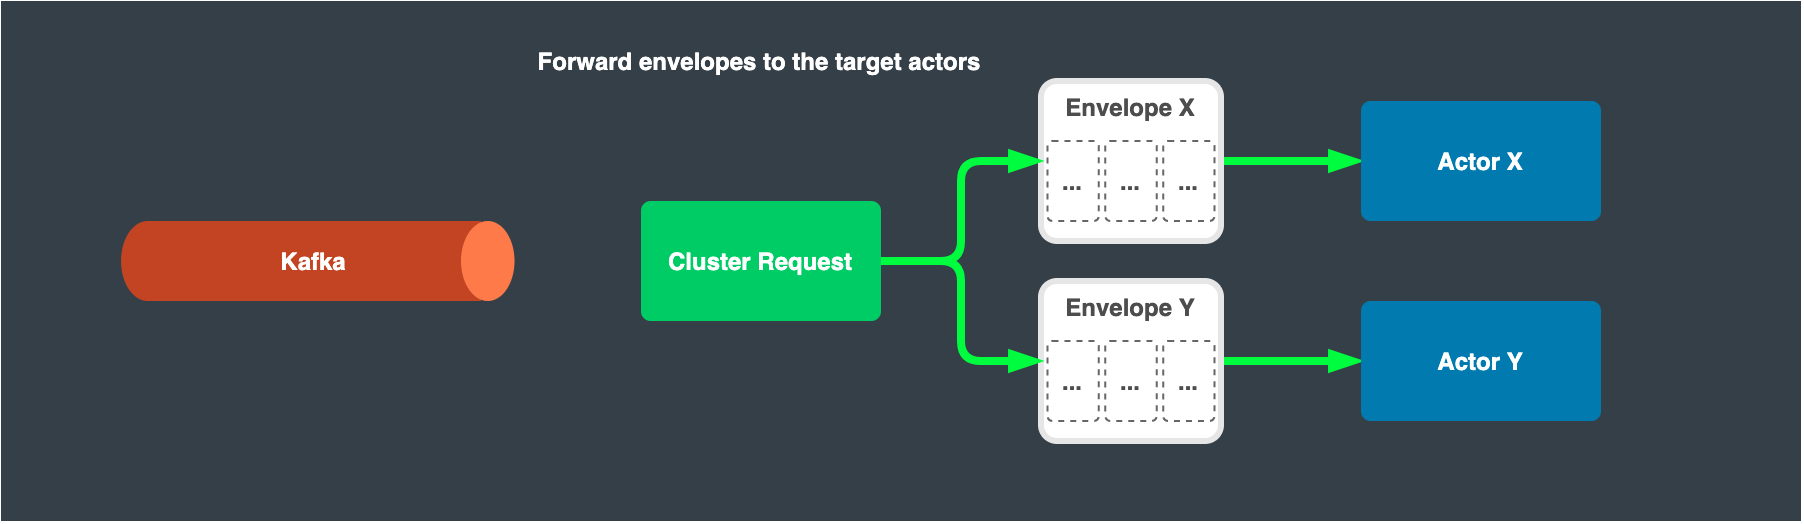 Forward envelopes to the target actors
Envelope X
... ... ...
Actor X
Kafka
Cluster Request
Envelope Y
... ... ...
Actor Y